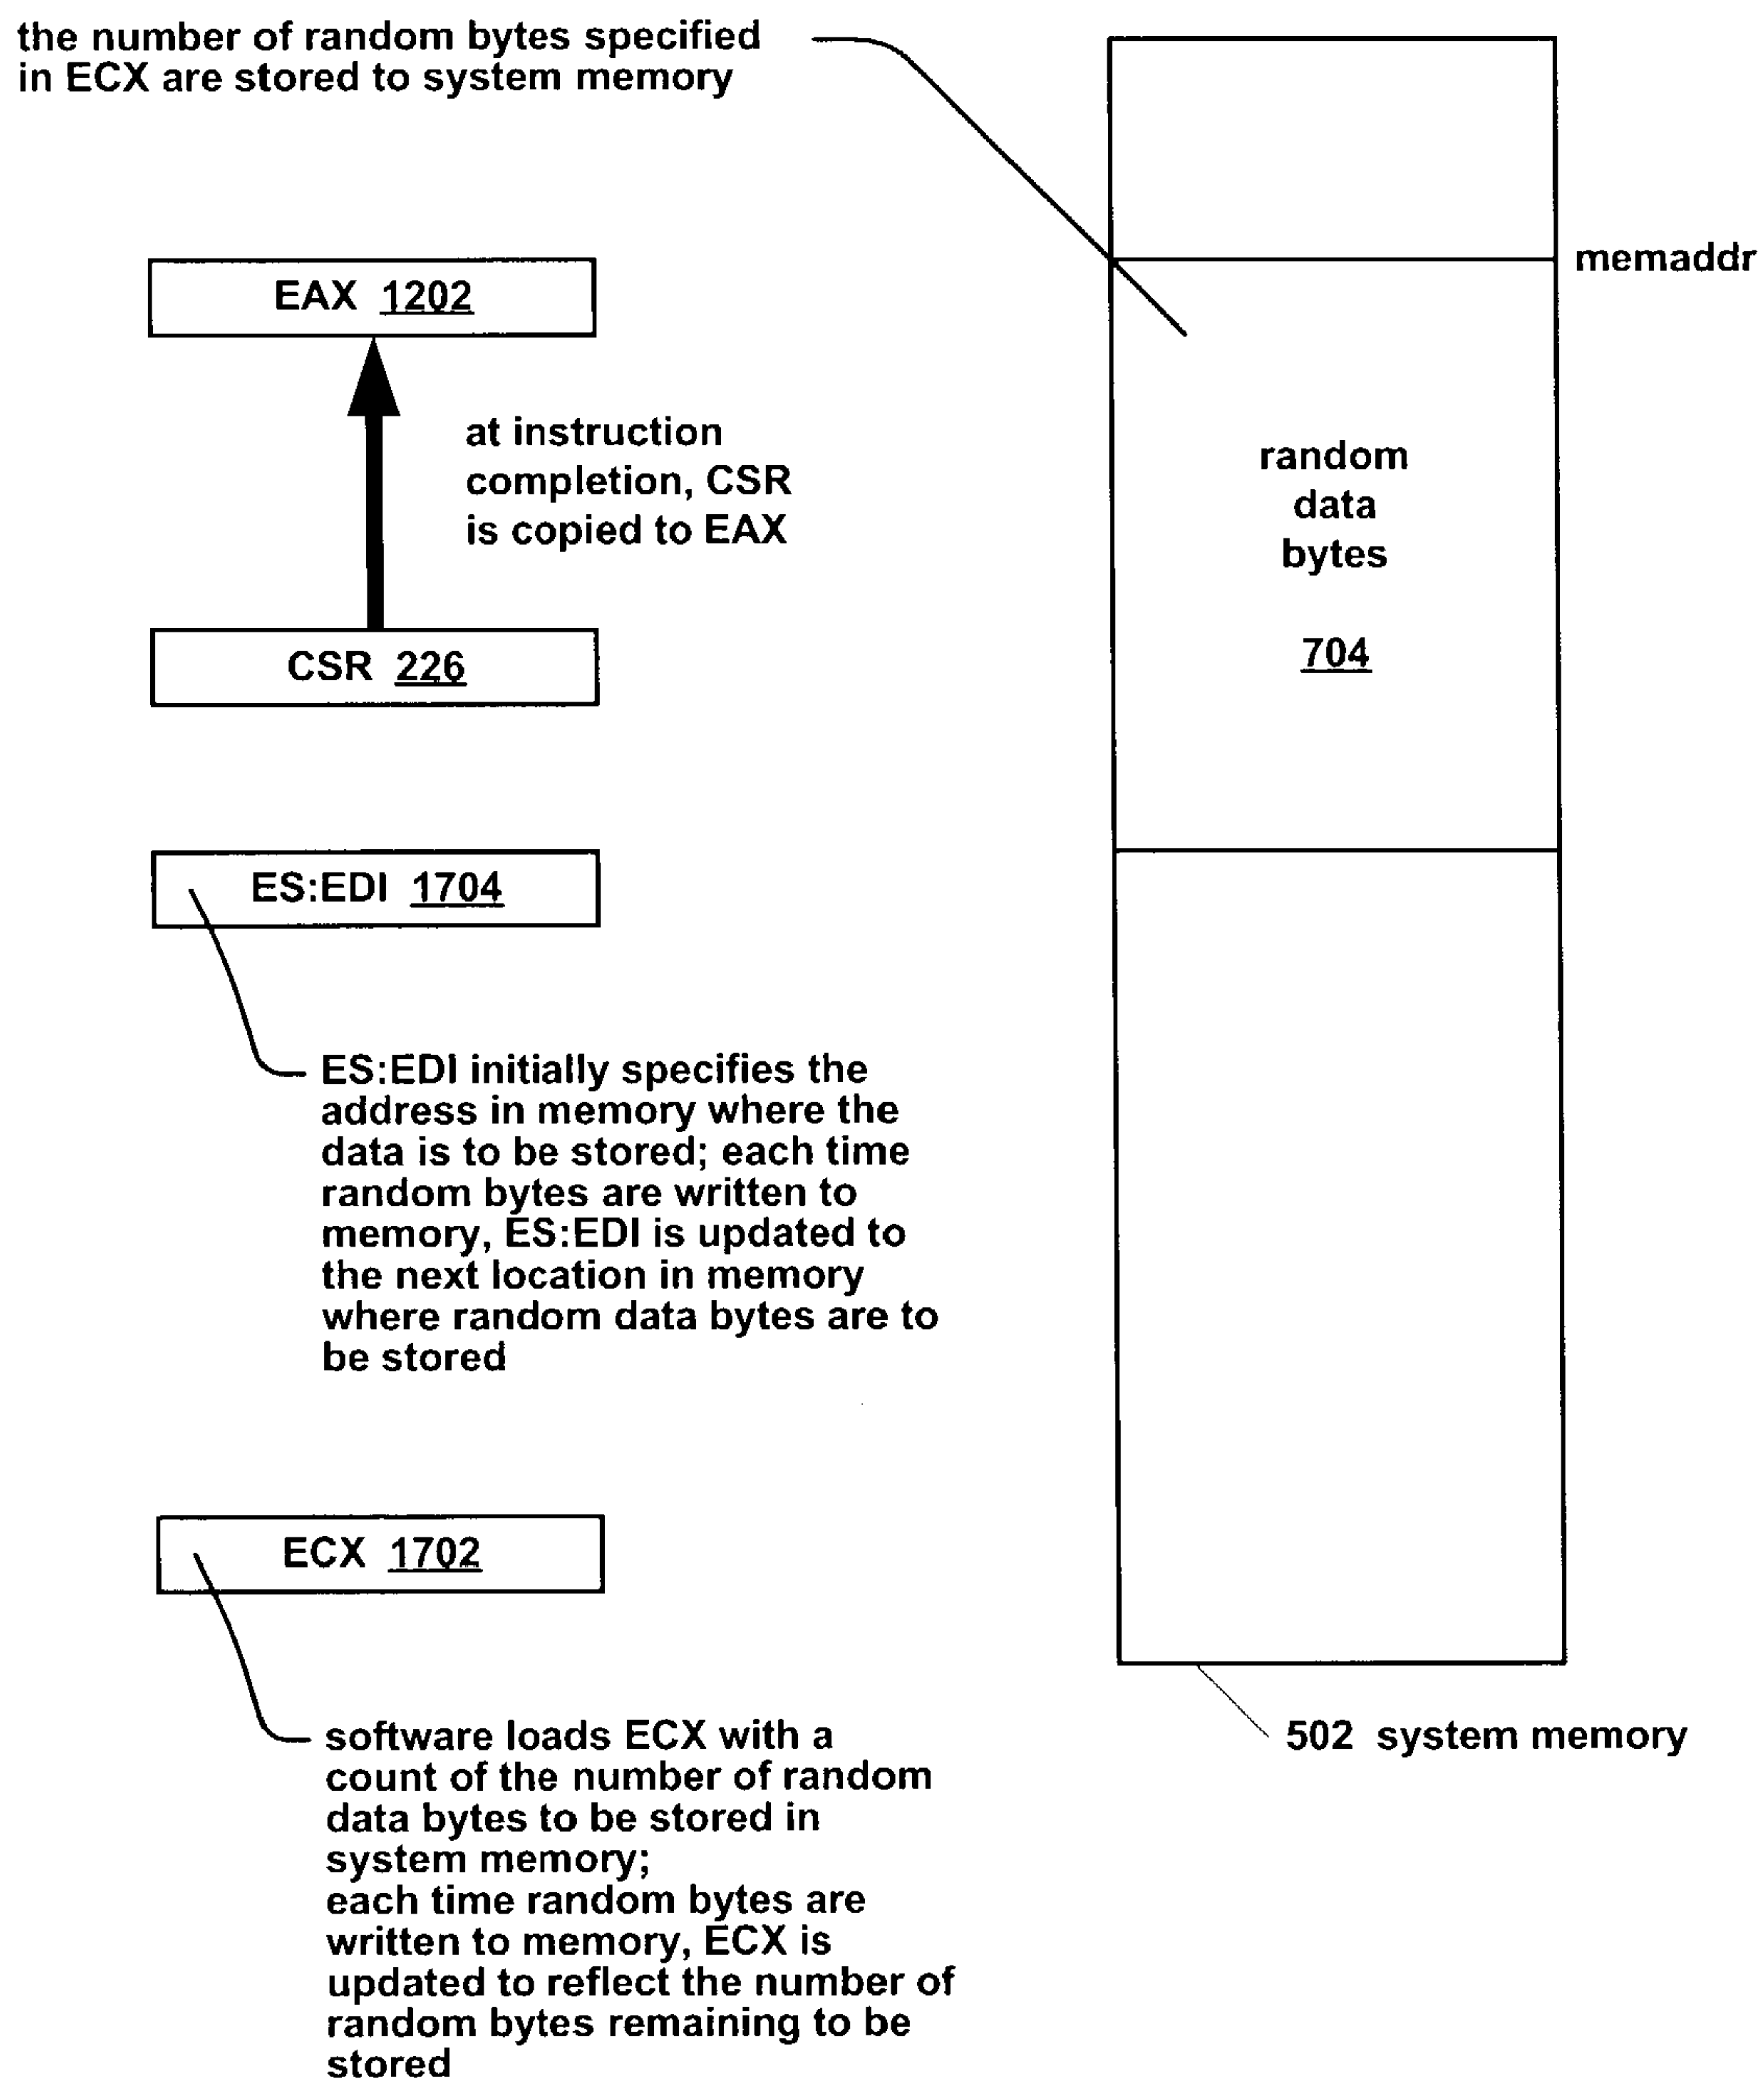 the number of random bytes specified
in ECX are stored to system memory
memaddr
EAX 1202
at instruction
completion, CSR
is copied to EAX
random
data
bytes
704
CSR 226
ES:EDI 1704
ES:EDI initially specifies the
address in memory where the
data is to be stored; each time
random bytes are written to
memory, ES:EDI is updated to
the next location in memory
where random data bytes are to
be stored
ECX 1702
502 system memory
software loads ECX with a
count of the number of random
data bytes to be stored in
system memory;
each time random bytes are
written to memory, ECX is
updated to reflect the number of
random bytes remaining to be
stored